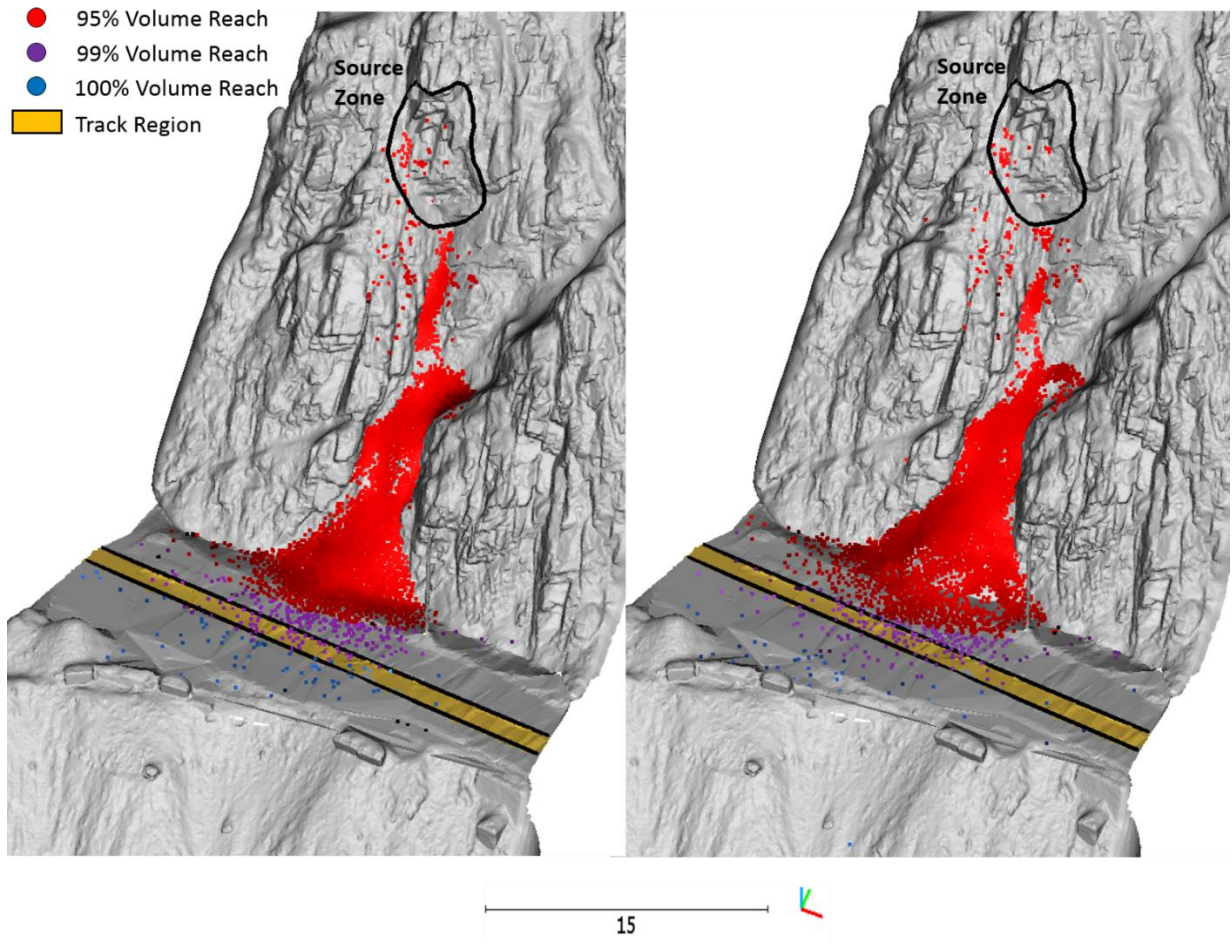 95% Volume Reach
99% Volume Reach
100% Volume Reach
Track Region
Source
Zone
Source
Zone
15